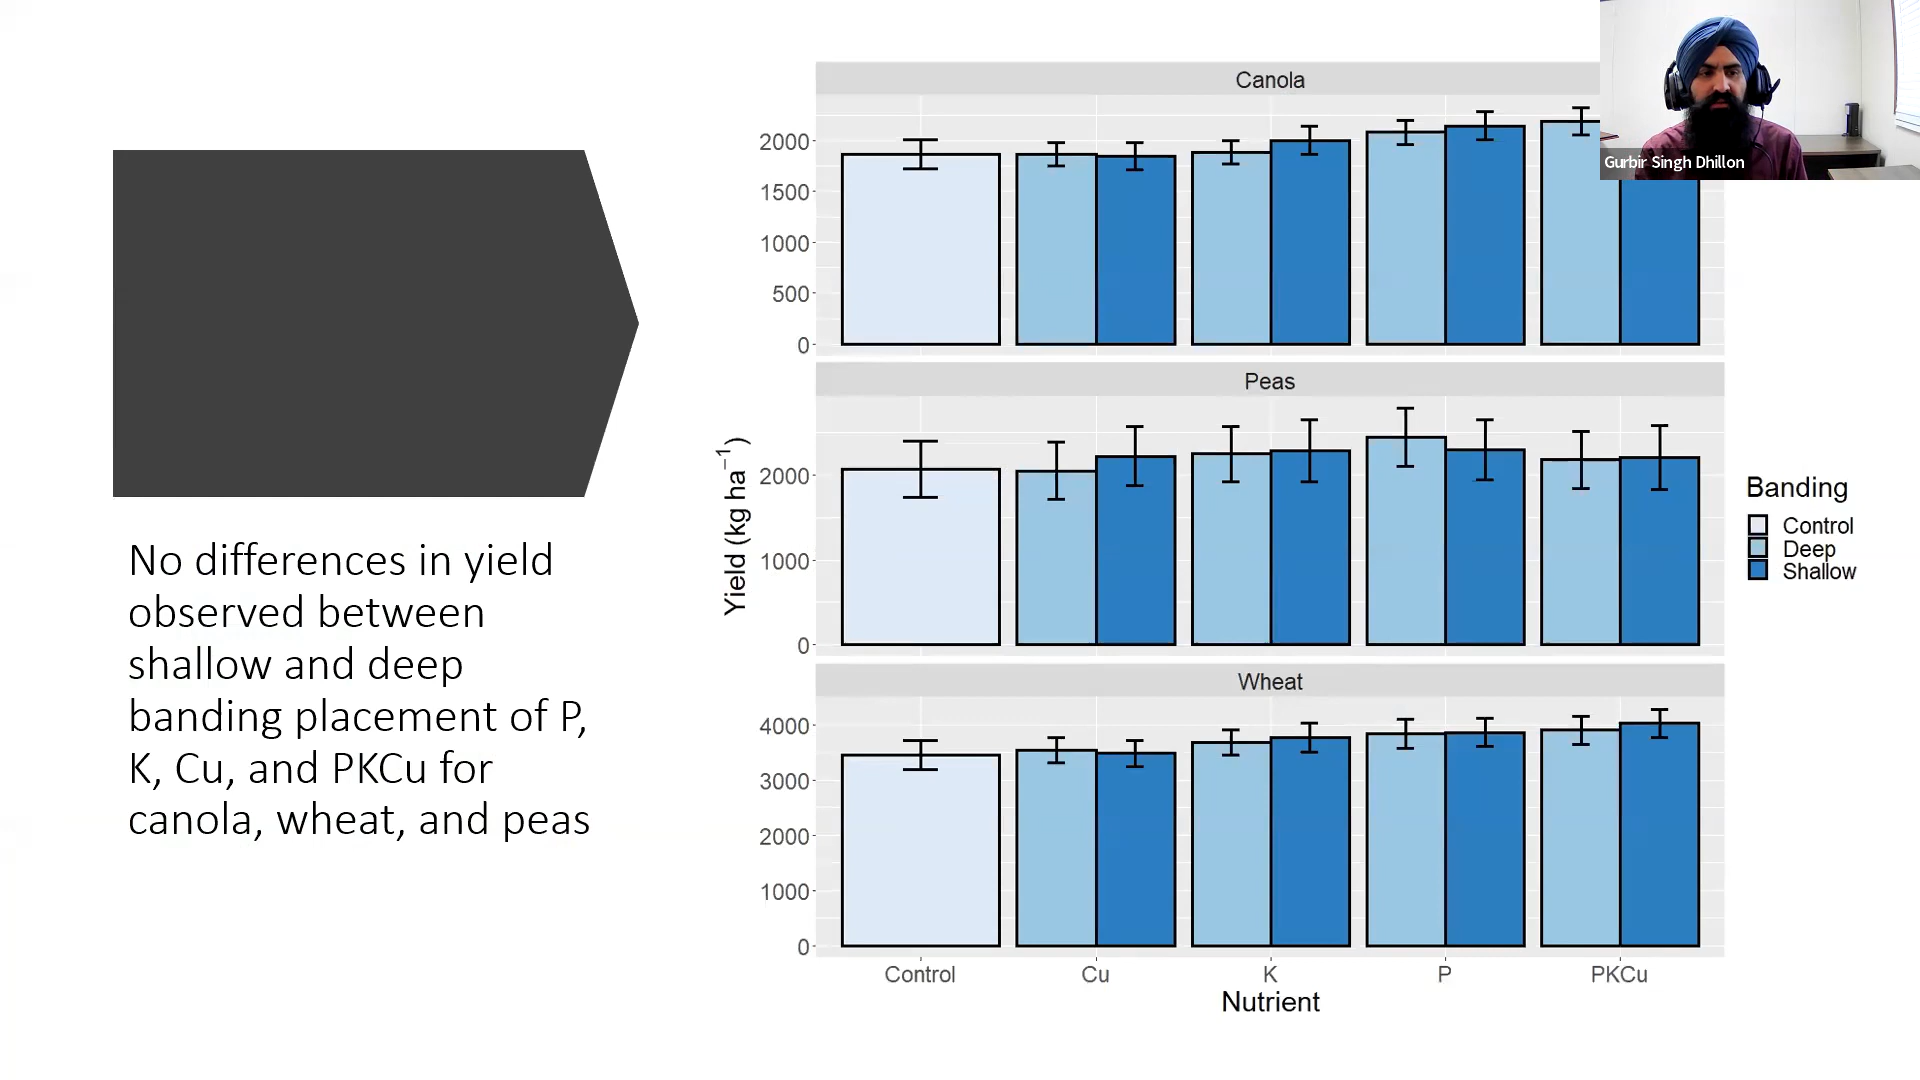 No differences in yield
observed between
shallow and deep
banding placement of P,
K, Cu, and PKCu for
canola, wheat, and peas
Canola
2000
1500
1000
500
0
Peas
2000
1000
0
Wheat
4000
3000
2000
1000
0
Yield (kg ha⁻¹)
Control
Cu
K
P
PKCu
Nutrient
Banding
Control
Deep
Shallow
Gurbir Singh Dhillon